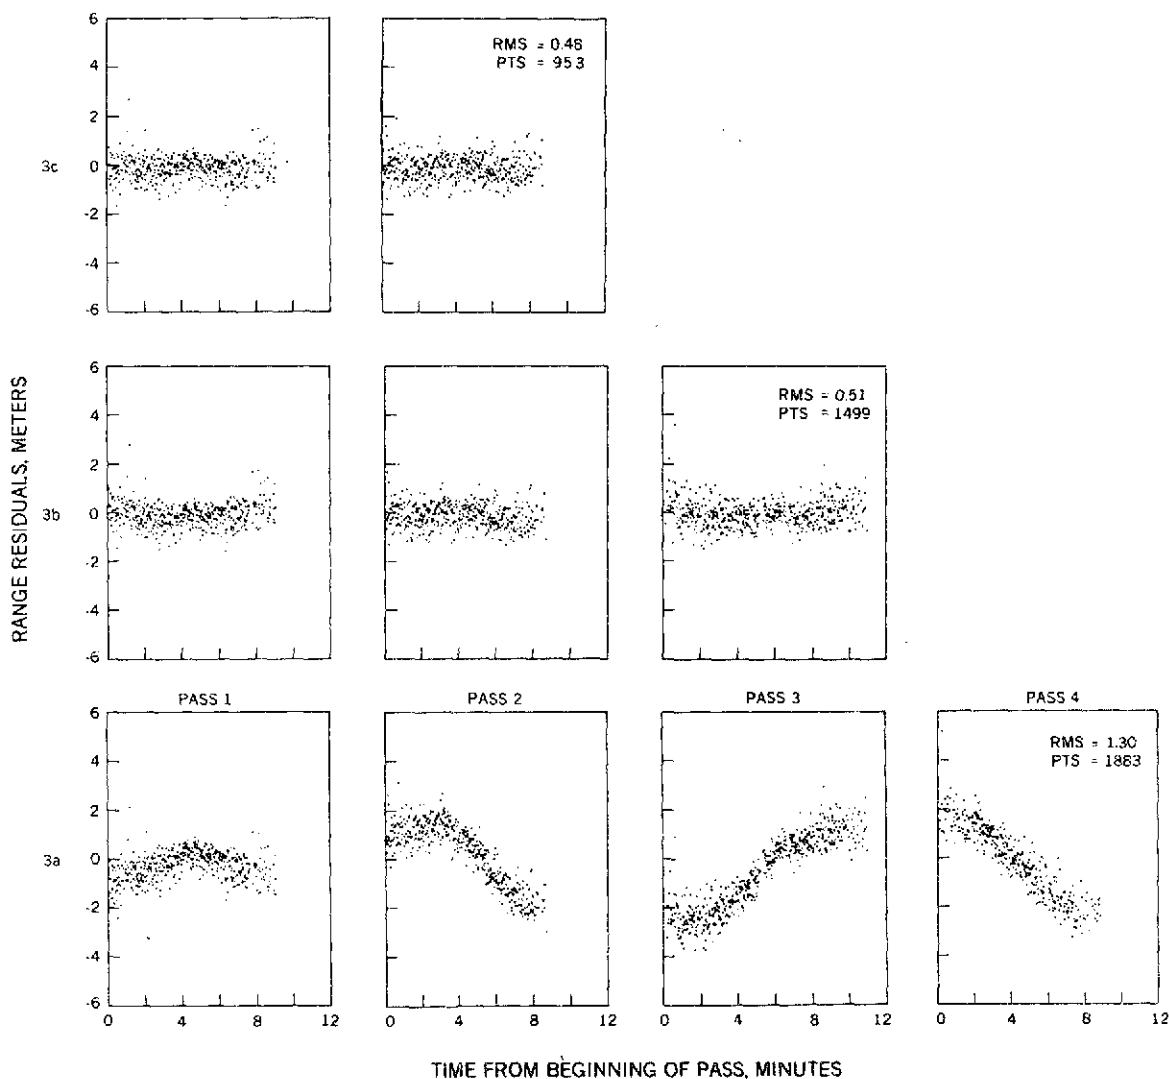 6
4
2
0
-2
-4
-6
3c
RMS = 0.48
PTS = 953
RANGE RESIDUALS, METERS
6
4
2
0
-2
-4
-6
3b
RMS = 0.51
PTS = 1499
PASS 1
PASS 2
PASS 3
PASS 4
6
4
2
0
-2
-4
-6
3a
RMS = 1.30
PTS = 1883
0 4 8 12
0 4 8 12
0 4 8 12
0 4 8 12
TIME FROM BEGINNING OF PASS, MINUTES